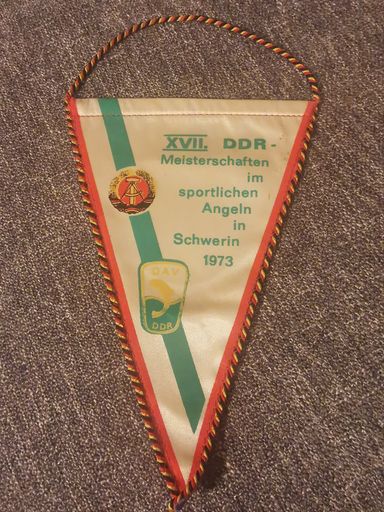 XVII. DDR-
Meisterschaften
im
sportlichen
Angeln
in
Schwerin
1973
DAV
DDR